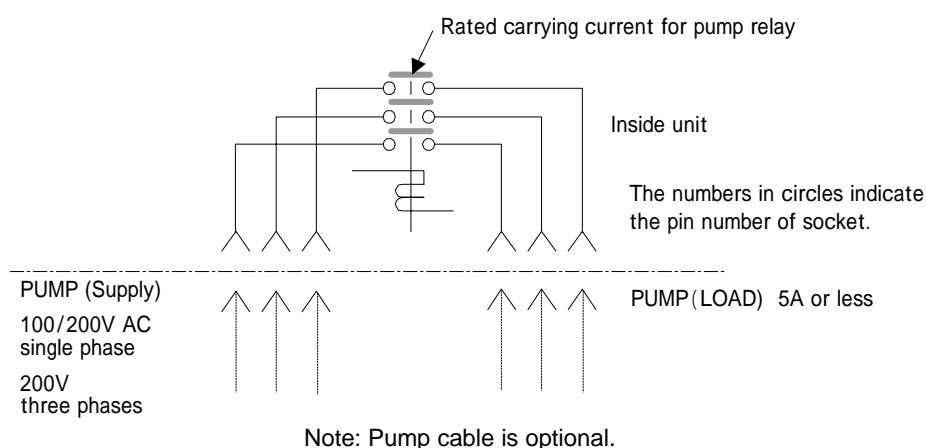 Rated carrying current for pump relay
Inside unit
The numbers in circles indicate
the pin number of socket.
PUMP (Supply)
100/200V AC
single phase
200V
three phases
PUMP(LOAD) 5A or less
Note: Pump cable is optional.